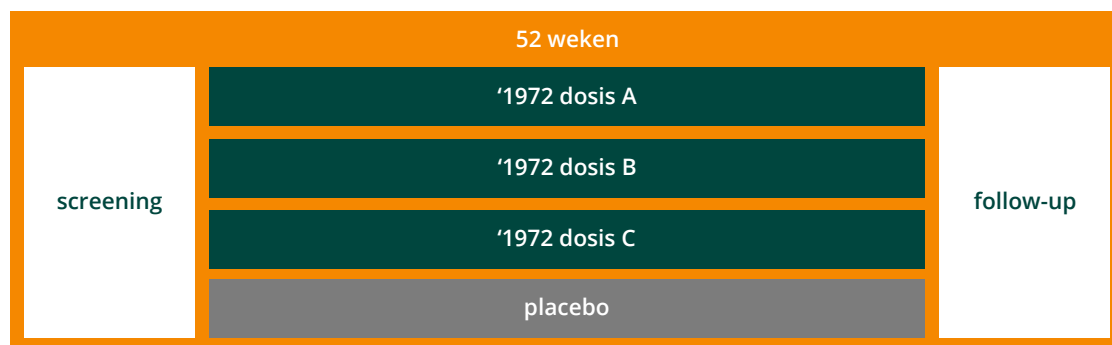 52 weken
‘1972 dosis A
‘1972 dosis B
screening
follow-up
‘1972 dosis C
placebo